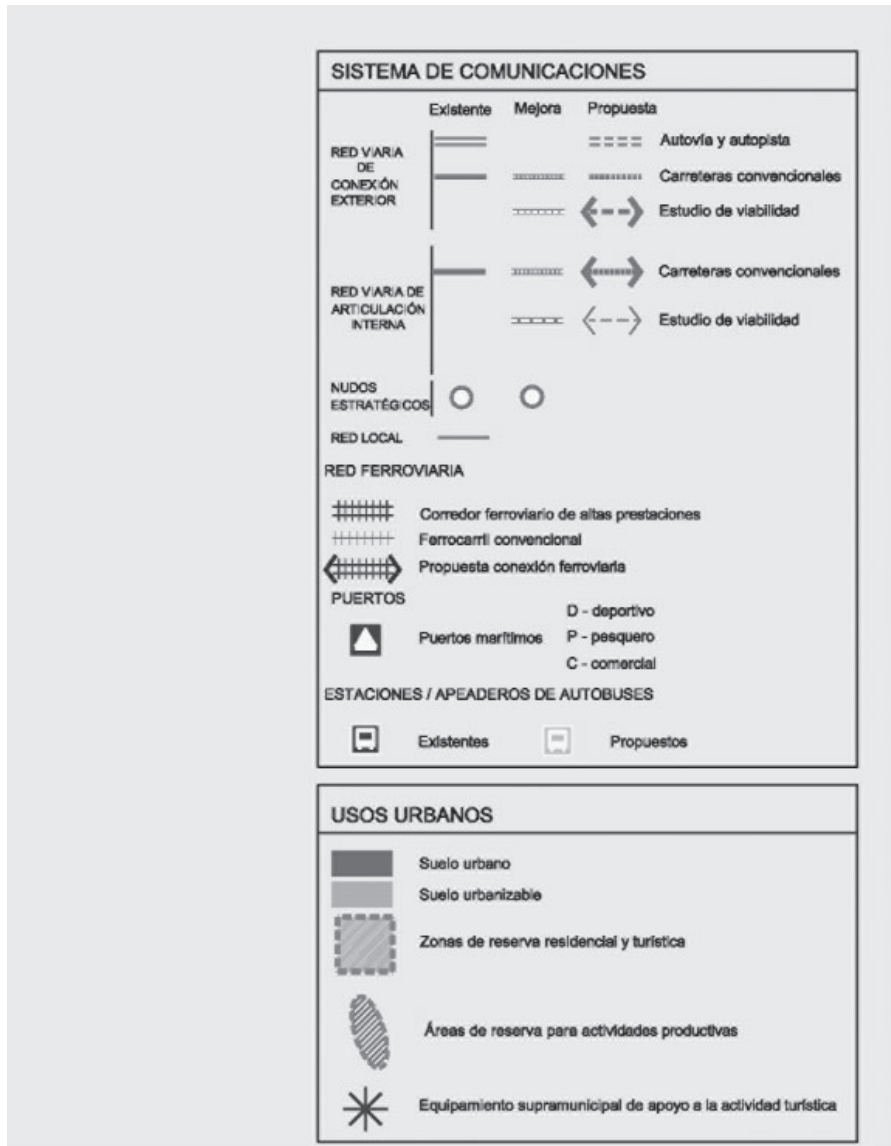 SISTEMA DE COMUNICACIONES
Existente Mejora Propuesta
RED VIARIA
DE
CONEXIÓN
EXTERIOR
Autovía y autopista
Carreteras convencionales
Estudio de viabilidad
RED VIARIA DE
ARTICULACIÓN
INTERNA
Carreteras convencionales
Estudio de viabilidad
NUDOS
ESTRATÉGICOS
RED LOCAL
RED FERROVIARIA
Corredor ferroviario de altas prestaciones
Ferrocarril convencional
Propuesta conexión ferroviaria
PUERTOS
Puertos marítimos
D - deportivo
P - pesquero
C - comercial
ESTACIONES / APEADEROS DE AUTOBUSES
Existentes Propuestos
USOS URBANOS
Suelo urbano
Suelo urbanizable
Zonas de reserva residencial y turística
Áreas de reserva para actividades productivas
Equipamiento supramunicipal de apoyo a la actividad turística